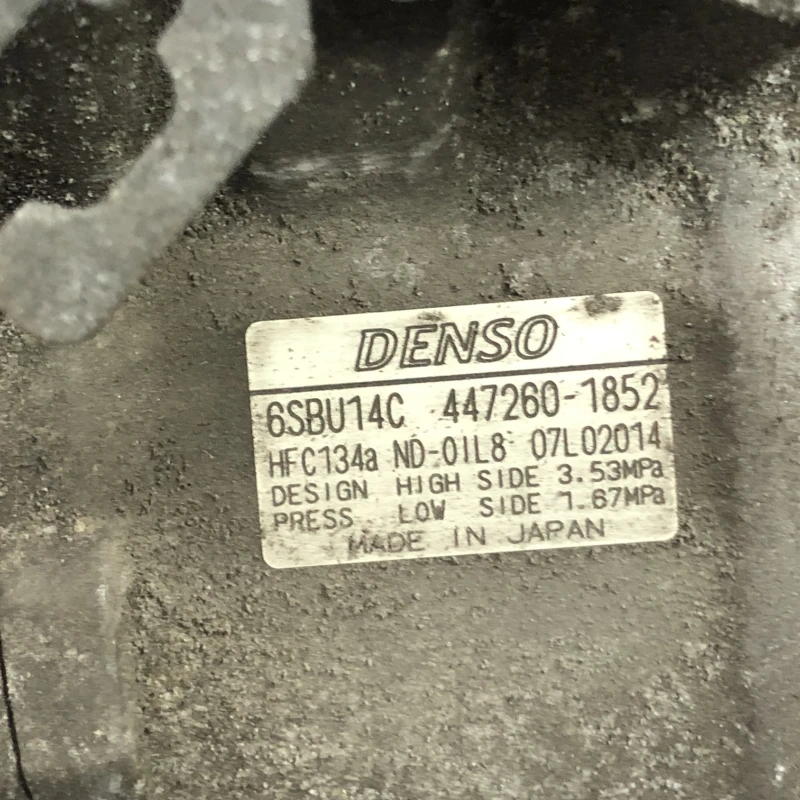 DENSO
6SBU14C 447260-1852
HFC134a ND-OIL8 07L02014
DESIGN HIGH SIDE 3.53MPa
PRESS LOW SIDE 1.67MPa
MADE IN JAPAN